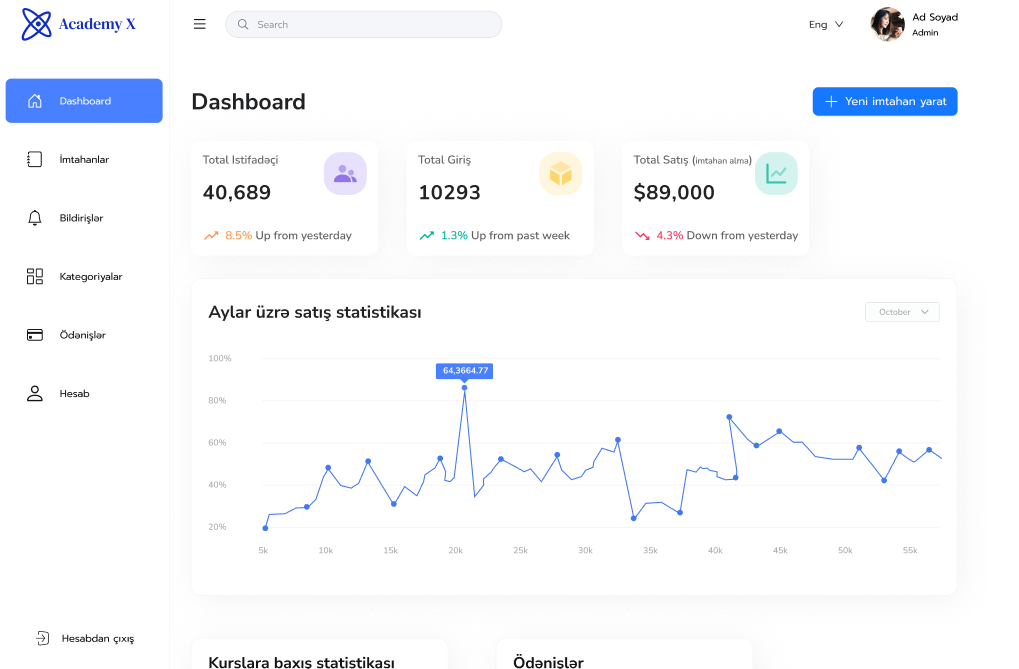 Academy X
Search
Eng
Ad Soyad
Admin
Dashboard
İmtahanlar
Bildirişlər
Kateqoriyalar
Ödənişlər
Hesab
Hesabdan çıxış
Dashboard
Yeni imtahan yarat
Total Istifadəçi
40,689
8.5% Up from yesterday
Total Giriş
10293
1.3% Up from past week
Total Satış (imtahan alma)
$89,000
4.3% Down from yesterday
Aylar üzrə satış statistikası
October
100%
80%
60%
40%
20%
64,3664.77
5k 10k 15k 20k 25k 30k 35k 40k 45k 50k 55k
Kurslara baxış statistikası
Ödənişlər